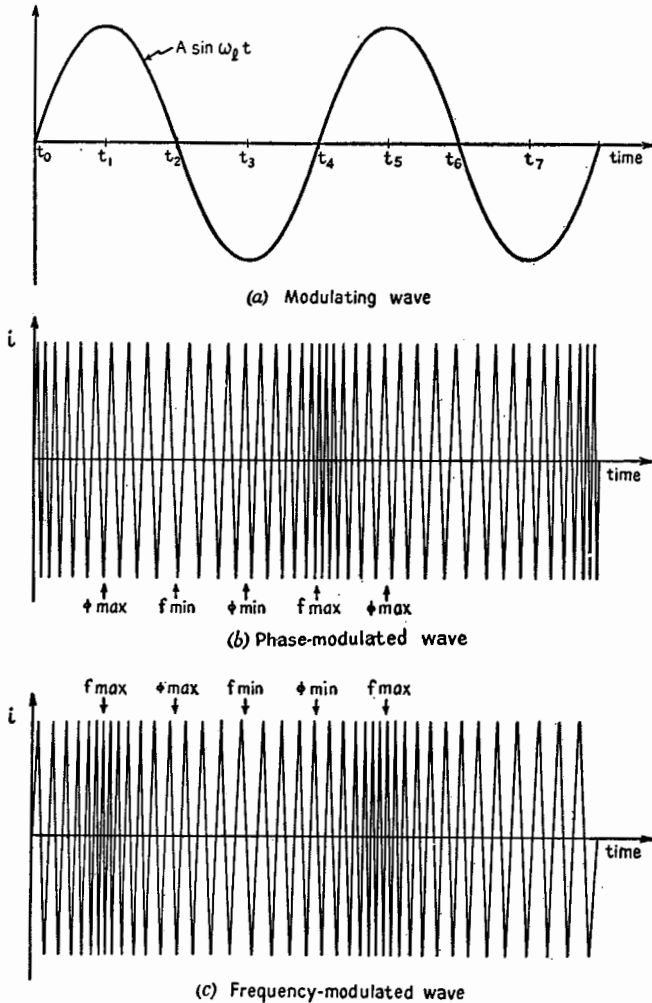 A sin ωℓ t
t₀ t₁ t₂ t₃ t₄ t₅ t₆ t₇ time
(a) Modulating wave
i
time
ϕ max f min ϕ min f max ϕ max
(b) Phase-modulated wave
f max ϕ max f min ϕ min f max
i
time
(c) Frequency-modulated wave